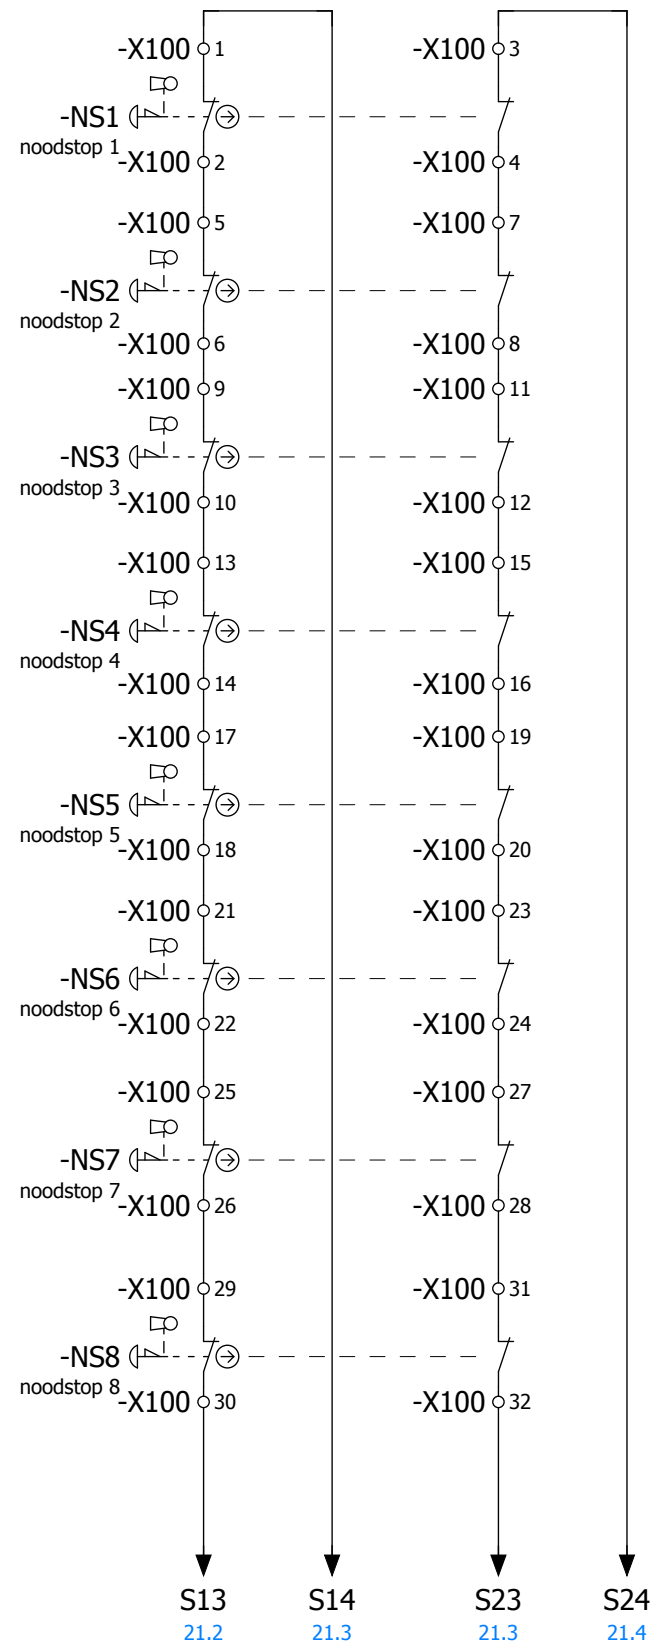 -X100 1 -X100 3
-NS1
noodstop 1
-X100 2 -X100 4
-X100 5 -X100 7
-NS2
noodstop 2
-X100 6 -X100 8
-X100 9 -X100 11
-NS3
noodstop 3
-X100 10 -X100 12
-X100 13 -X100 15
-NS4
noodstop 4
-X100 14 -X100 16
-X100 17 -X100 19
-NS5
noodstop 5
-X100 18 -X100 20
-X100 21 -X100 23
-NS6
noodstop 6
-X100 22 -X100 24
-X100 25 -X100 27
-NS7
noodstop 7
-X100 26 -X100 28
-X100 29 -X100 31
-NS8
noodstop 8
-X100 30 -X100 32
S13 S14 S23 S24
21.2 21.3 21.3 21.4